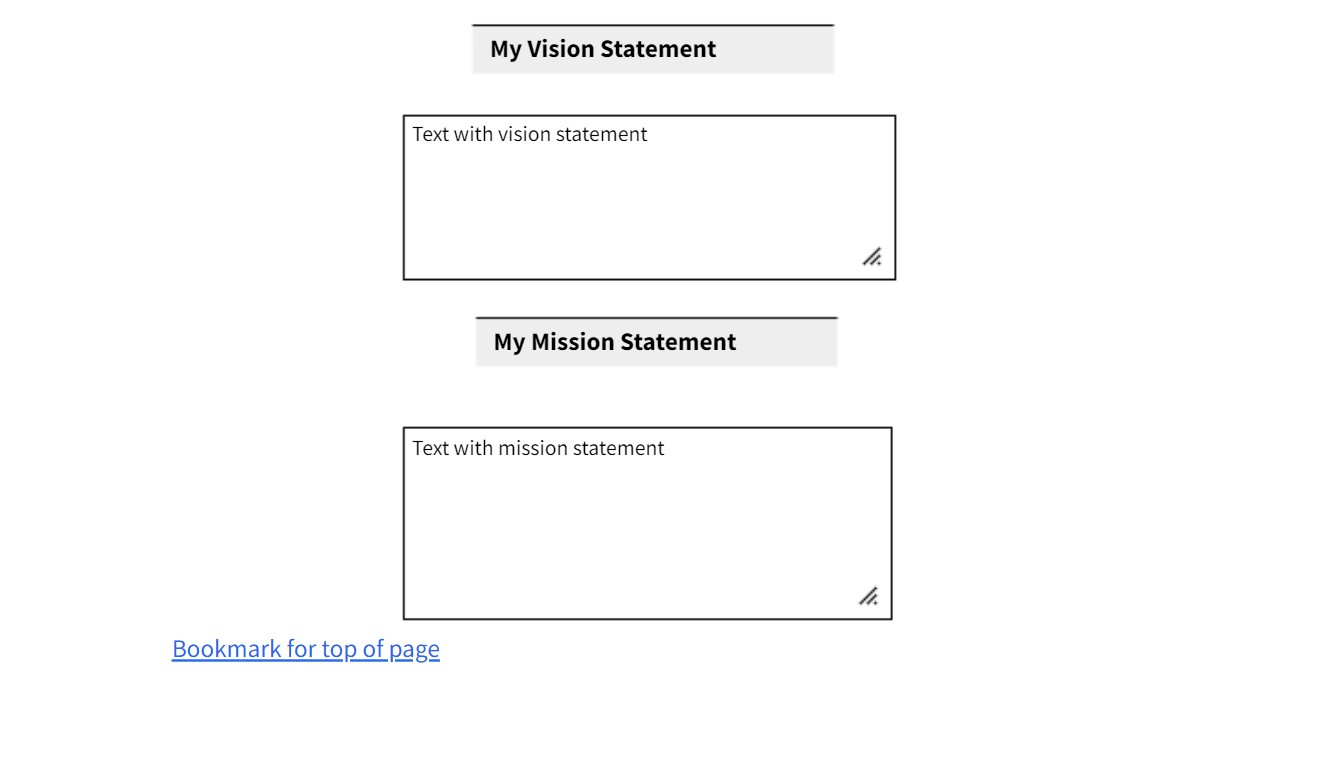 My Vision Statement
Text with vision statement
My Mission Statement
Text with mission statement
Bookmark for top of page